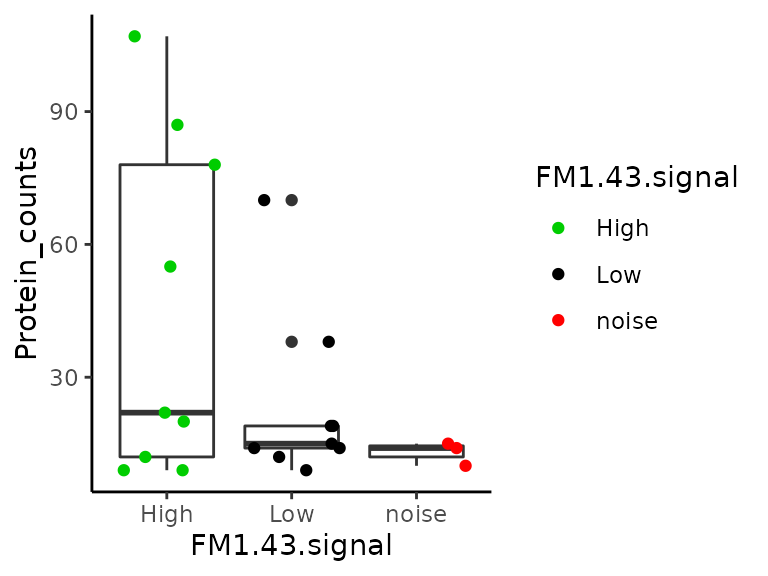 Protein_counts
90
60
30
High
Low
noise
FM1.43.signal
FM1.43.signal
High
Low
noise